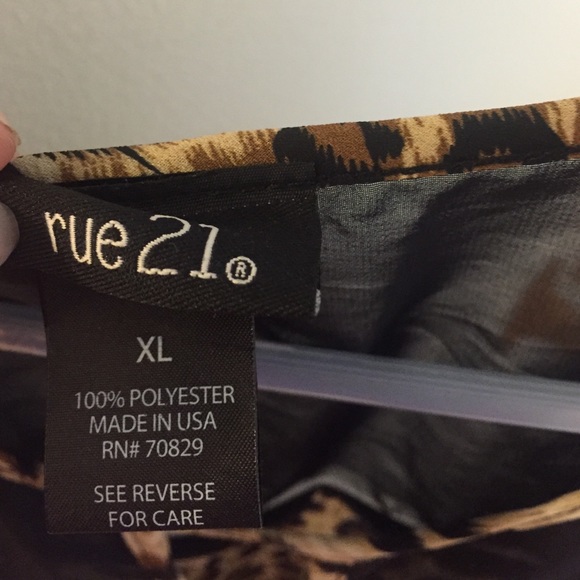 rue21®
XL
100% POLYESTER
MADE IN USA
RN# 70829
SEE REVERSE
FOR CARE